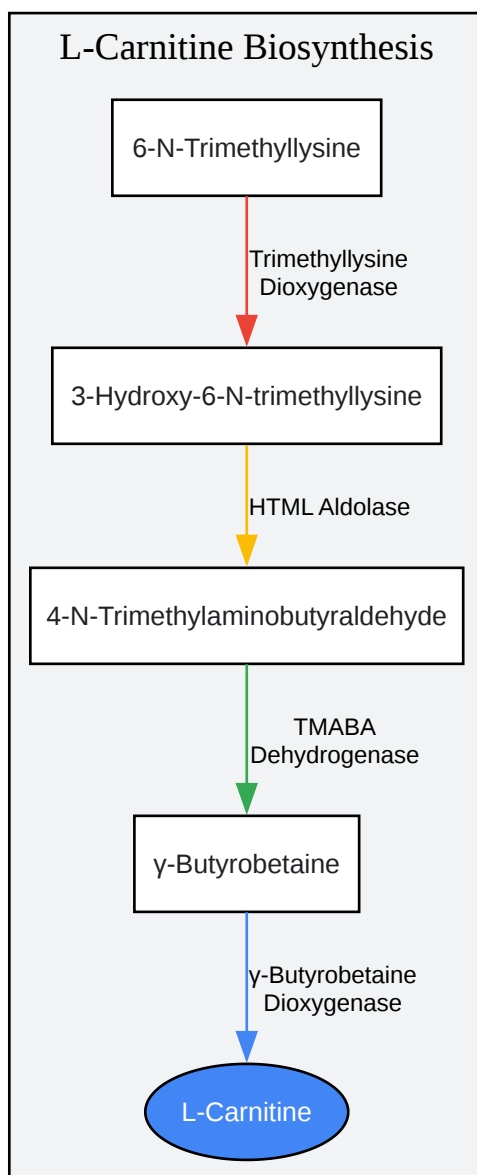 L-Carnitine Biosynthesis
6-N-Trimethyllysine
Trimethyllysine
Dioxygenase
3-Hydroxy-6-N-trimethyllysine
HTML Aldolase
4-N-Trimethylaminobutyraldehyde
TMABA
Dehydrogenase
γ-Butyrobetaine
γ-Butyrobetaine
Dioxygenase
L-Carnitine